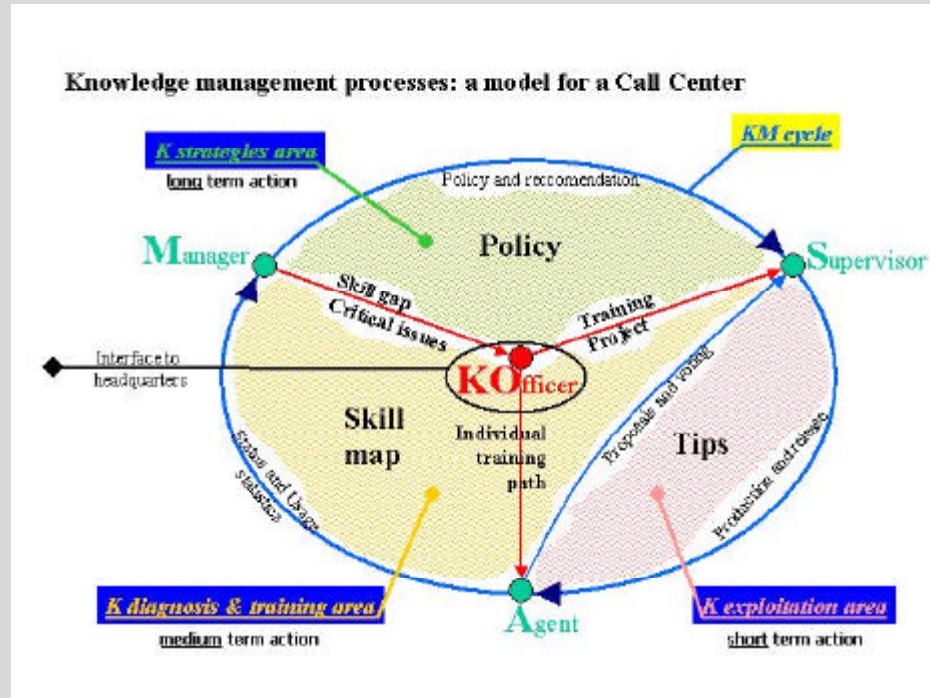 Knowledge management processes: a model for a Call Center
KM cycle
K strategies area
long term action
Policy and reccomendation
Policy
Manager
Supervisor
Skill gap
Critical issues
Training
Project
Interface to
headquarters
KOfficer
Skill
map
Individual
training
path
Proposals and voting
Tips
Production and release
Status and Usage
statistics
K diagnosis & training area
medium term action
Agent
K exploitation area
short term action